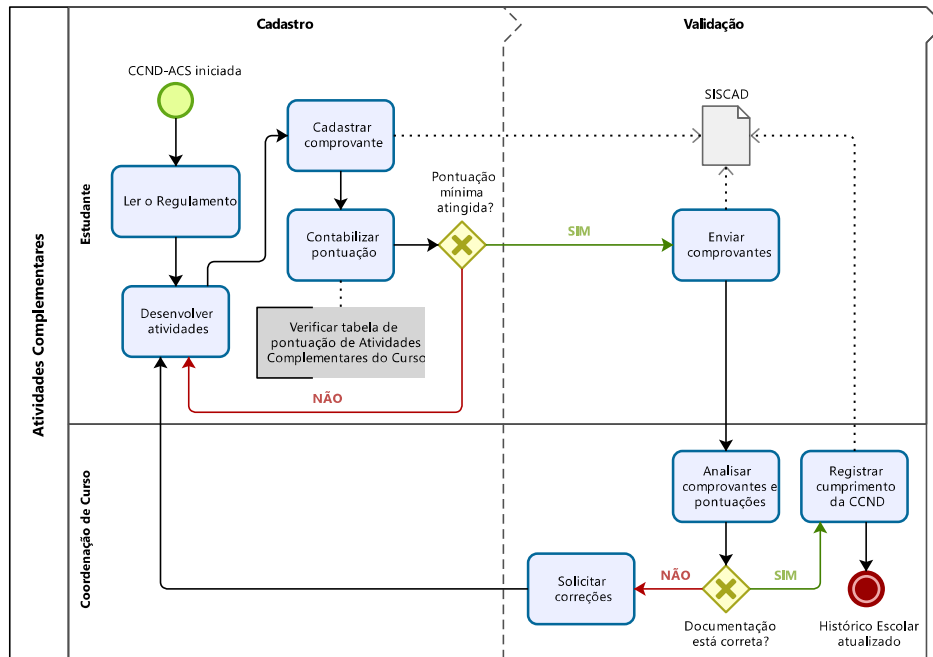 Cadastro
Validação
Atividades Complementares
Estudante
CCND-ACS iniciada
Ler o Regulamento
Desenvolver
atividades
Cadastrar
comprovante
Contabilizar
pontuação
Verificar tabela de
pontuação de Atividades
Complementares do Curso
Pontuação
mínima
atingida?
NÃO
SIM
SISCAD
Enviar
comprovantes
Coordenação de Curso
Analisar
comprovantes e
pontuações
Registrar
cumprimento
da CCND
Solicitar
correções
NÃO
SIM
Documentação
está correta?
Histórico Escolar
atualizado